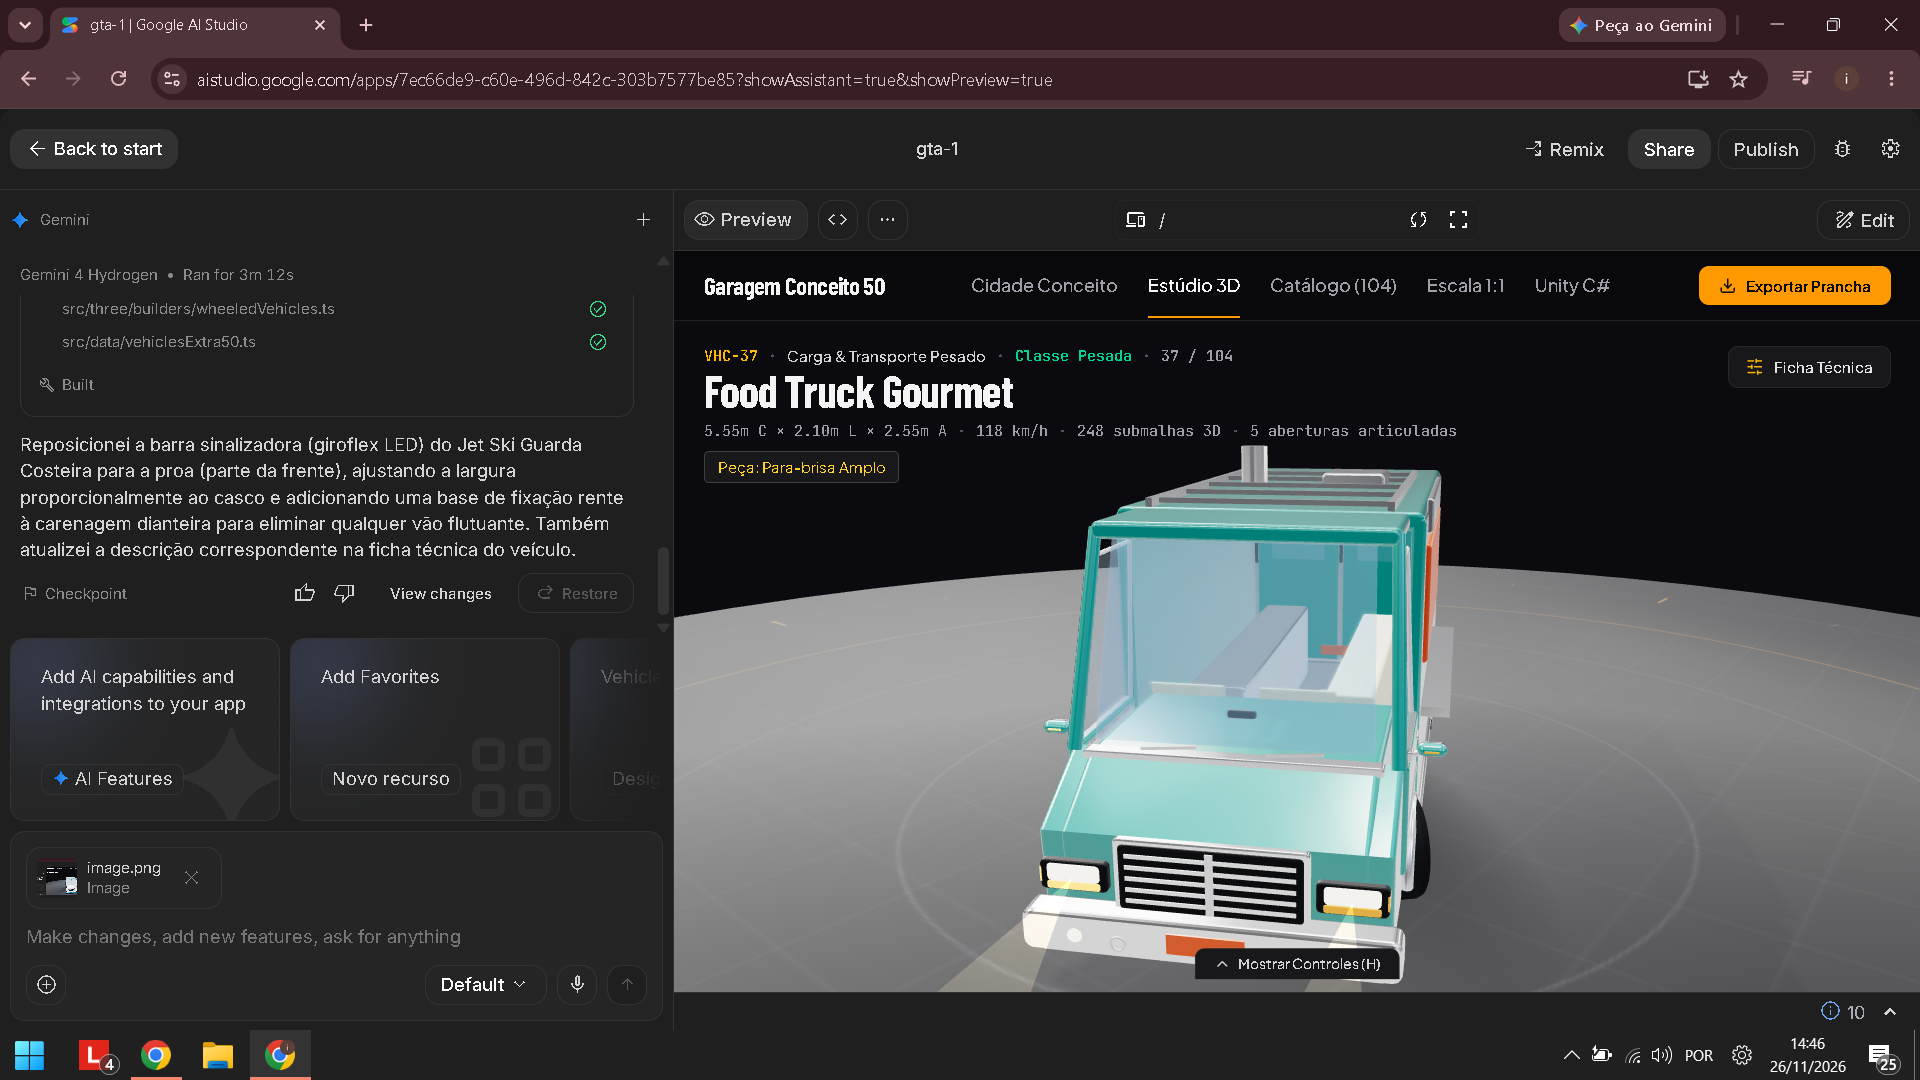 gta-1 | Google AI Studio
Peça ao Gemini
aistudio.google.com/apps/7ec66de9-c60e-496d-842c-303b7577be85?showAssistant=true&showPreview=true
i
Back to start
gta-1
Remix
Share
Publish
Gemini
Preview
/
Edit
Gemini 4 Hydrogen • Ran for 3m 12s
src/three/builders/wheeledVehicles.ts
src/data/vehiclesExtra50.ts
Built
Reposicionei a barra sinalizadora (giroflex LED) do Jet Ski Guarda
Costeira para a proa (parte da frente), ajustando a largura
proporcionalmente ao casco e adicionando uma base de fixação rente
à carenagem dianteira para eliminar qualquer vão flutuante. Também
atualizei a descrição correspondente na ficha técnica do veículo.
Checkpoint
View changes
Restore
Add AI capabilities and
integrations to your app
AI Features
Add Favorites
Novo recurso
Vehicle
Desig
image.png
Image
Make changes, add new features, ask for anything
Default
Garagem Conceito 50
Cidade Conceito
Estúdio 3D
Catálogo (104)
Escala 1:1
Unity C#
Exportar Prancha
VHC-37 · Carga & Transporte Pesado · Classe Pesada · 37 / 104
Food Truck Gourmet
5.55m C × 2.10m L × 2.55m A · 118 km/h · 248 submalhas 3D · 5 aberturas articuladas
Peça: Para-brisa Amplo
Ficha Técnica
Mostrar Controles (H)
10
L
4
POR
14:46
26/11/2026
25